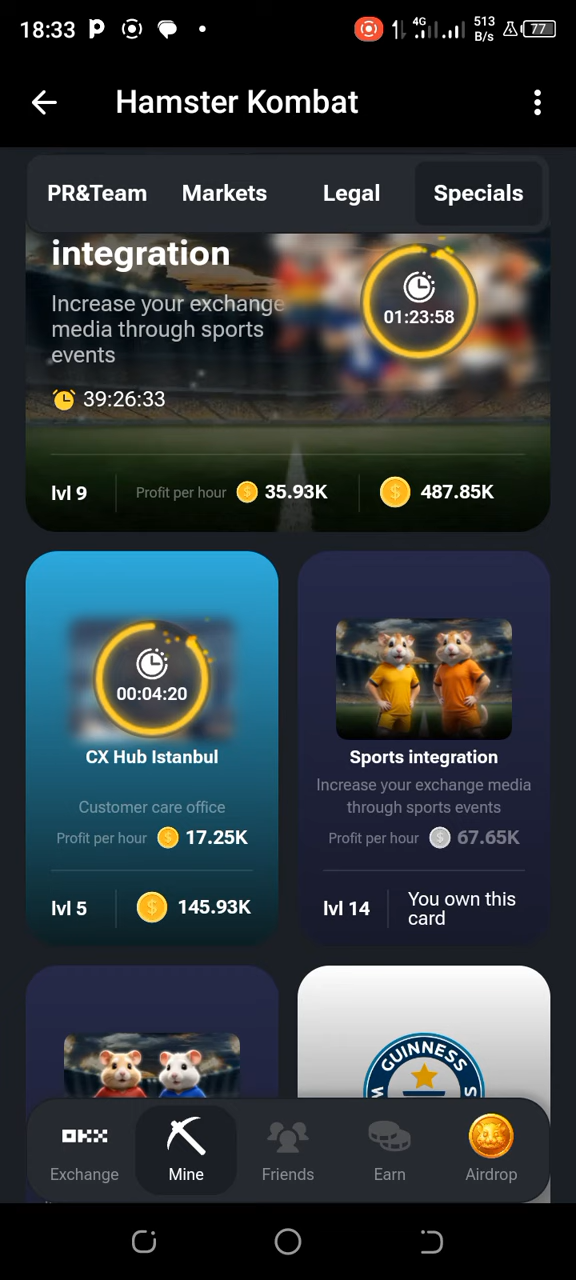 18:33 4G 513 B/s 77
Hamster Kombat
PR&Team Markets Legal Specials
integration
Increase your exchange
media through sports
events
01:23:58
39:26:33
lvl 9 Profit per hour 35.93K 487.85K
00:04:20
CX Hub Istanbul
Customer care office
Profit per hour 17.25K
lvl 5 145.93K
Sports integration
Increase your exchange media
through sports events
Profit per hour 67.65K
lvl 14 You own this
card
GUINNESS
OKX
Exchange Mine Friends Earn Airdrop